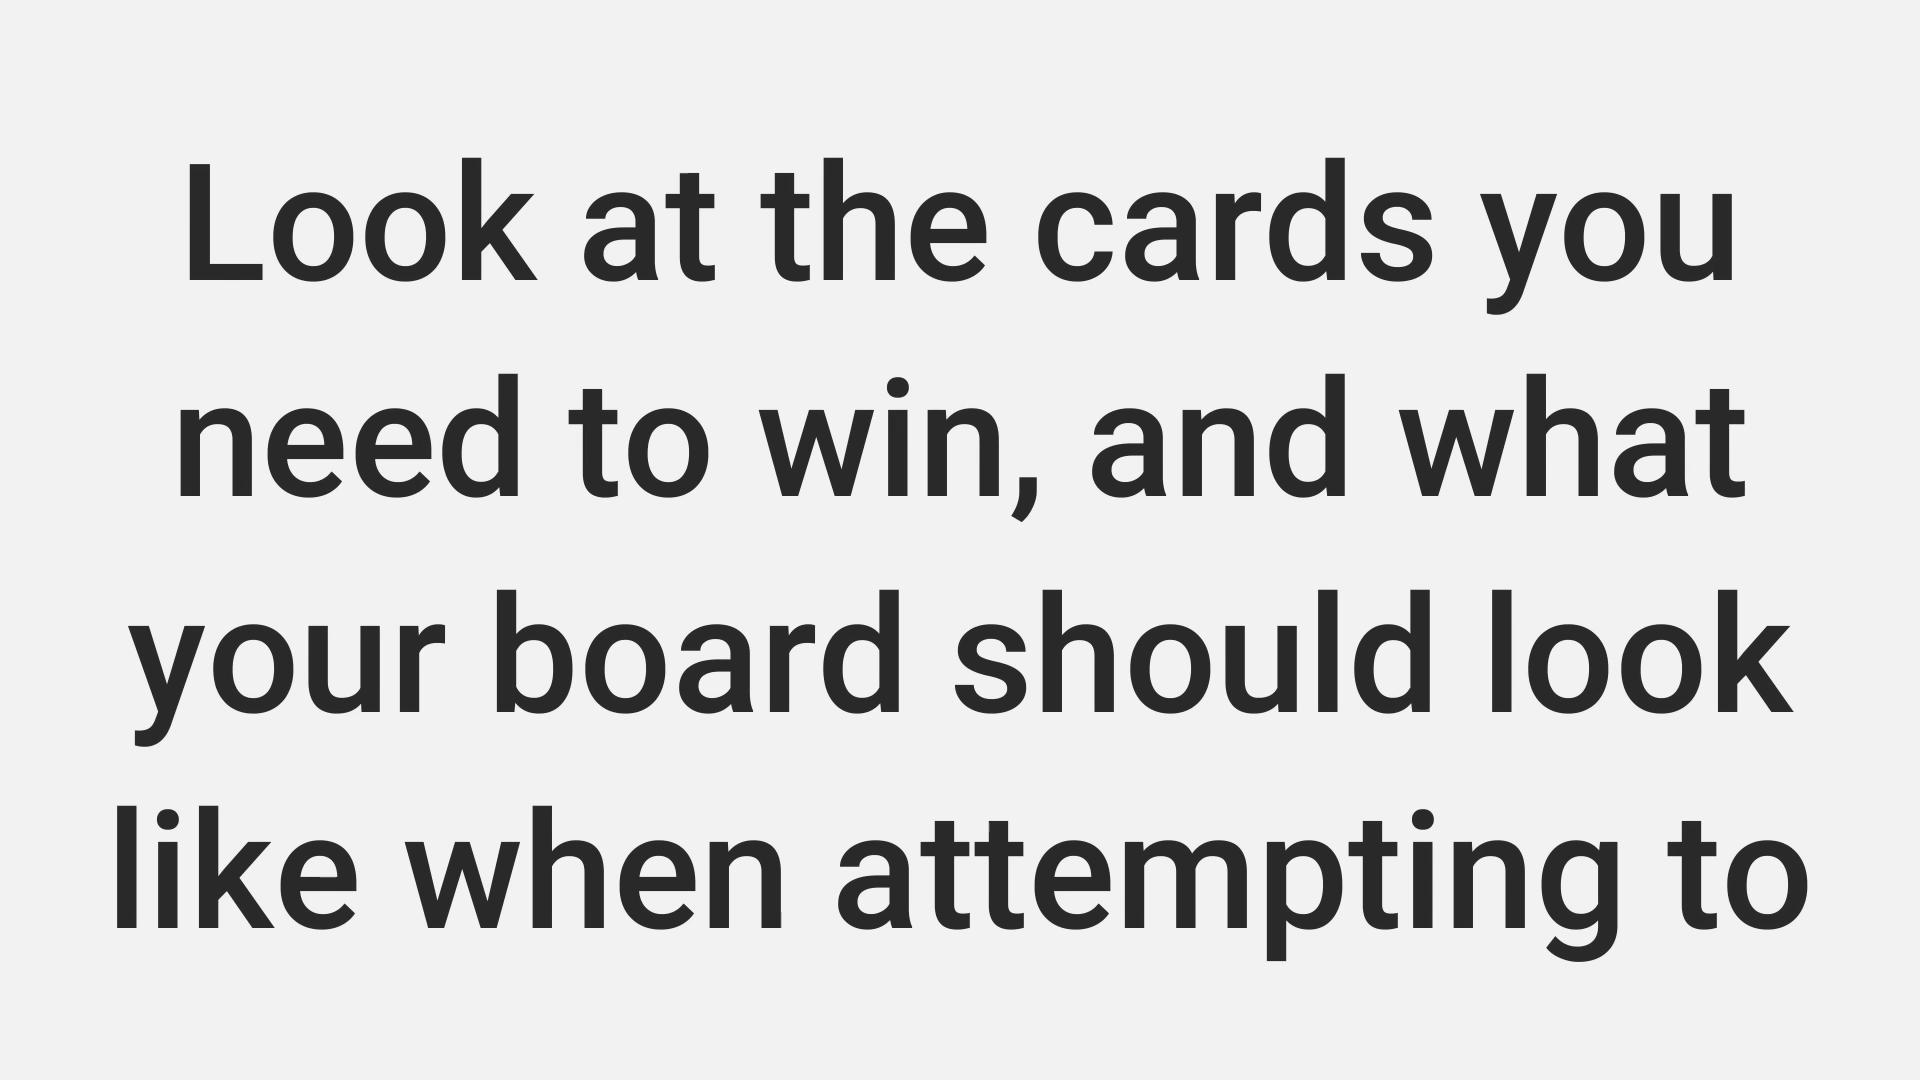 Look at the cards you
need to win, and what
your board should look
like when attempting to